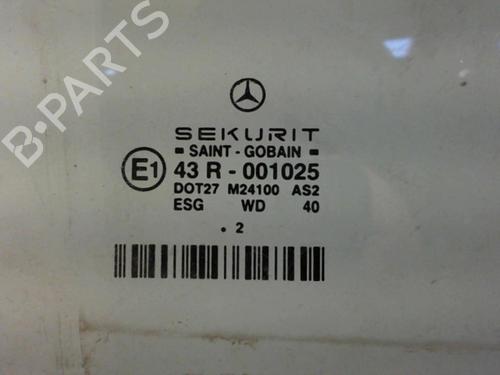 B-PARTS
SEKURIT
SAINT - GOBAIN
E1 43 R - 001025
DOT27 M24100 AS2
ESG WD 40
. 2